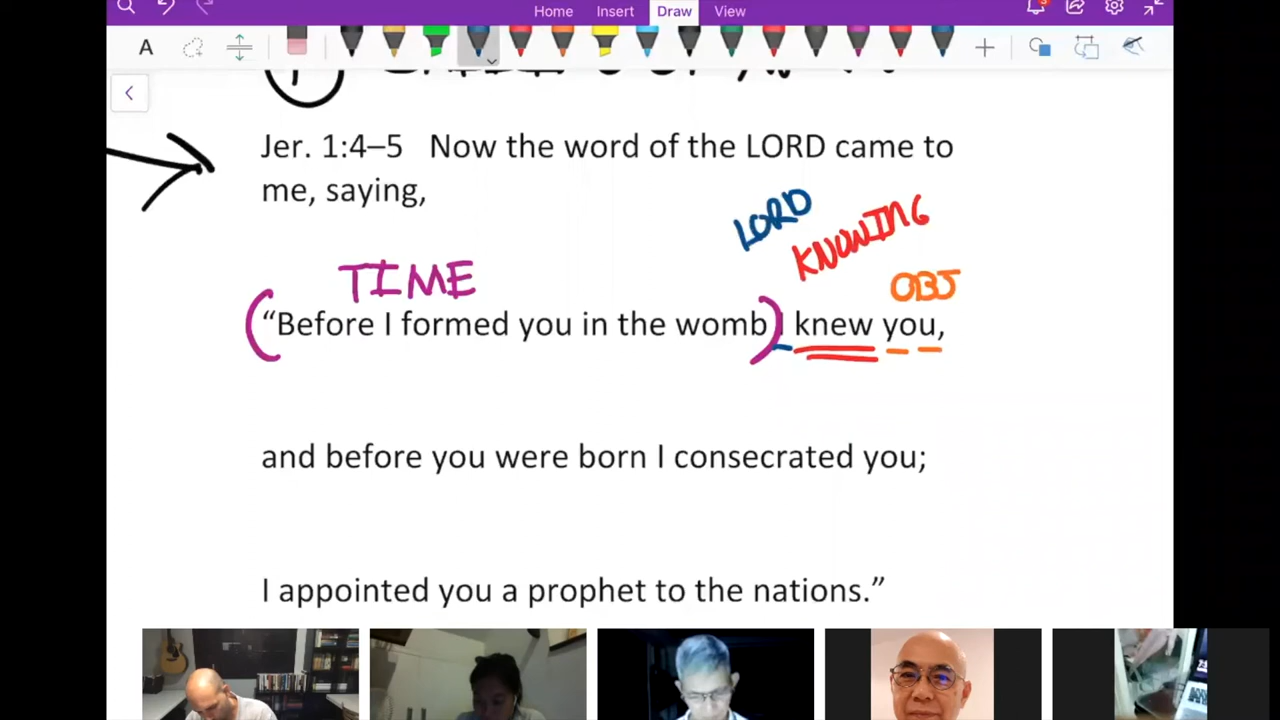 Home Insert Draw View
A
Jer. 1:4–5 Now the word of the LORD came to
me, saying,
LORD
KNOWING
TIME
OBJ
“Before I formed you in the womb I knew you,
and before you were born I consecrated you;
I appointed you a prophet to the nations.”